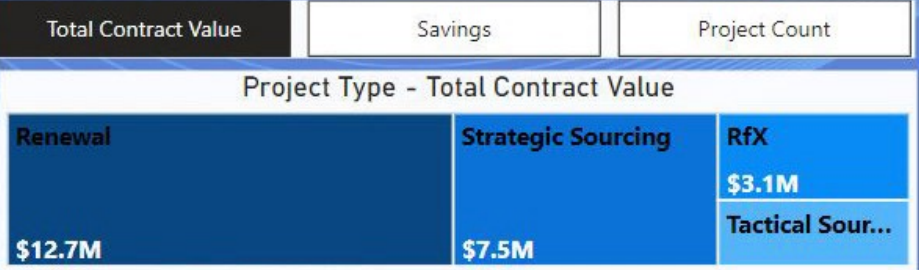 Total Contract Value
Savings
Project Count
Project Type - Total Contract Value
Renewal
$12.7M
Strategic Sourcing
$7.5M
RfX
$3.1M
Tactical Sour...